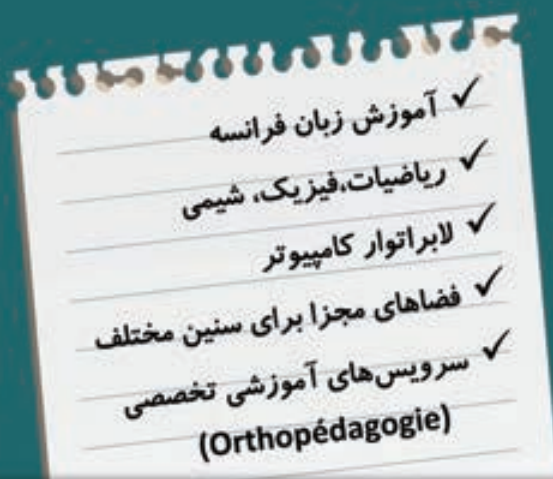 ✓ آموزش زبان فرانسه
✓ ریاضیات،فیزیک، شیمی
✓ لابراتوار کامپیوتر
✓ فضاهای مجزا برای سنین مختلف
✓ سرویس‌های آموزشی تخصصی
(Orthopédagogie)